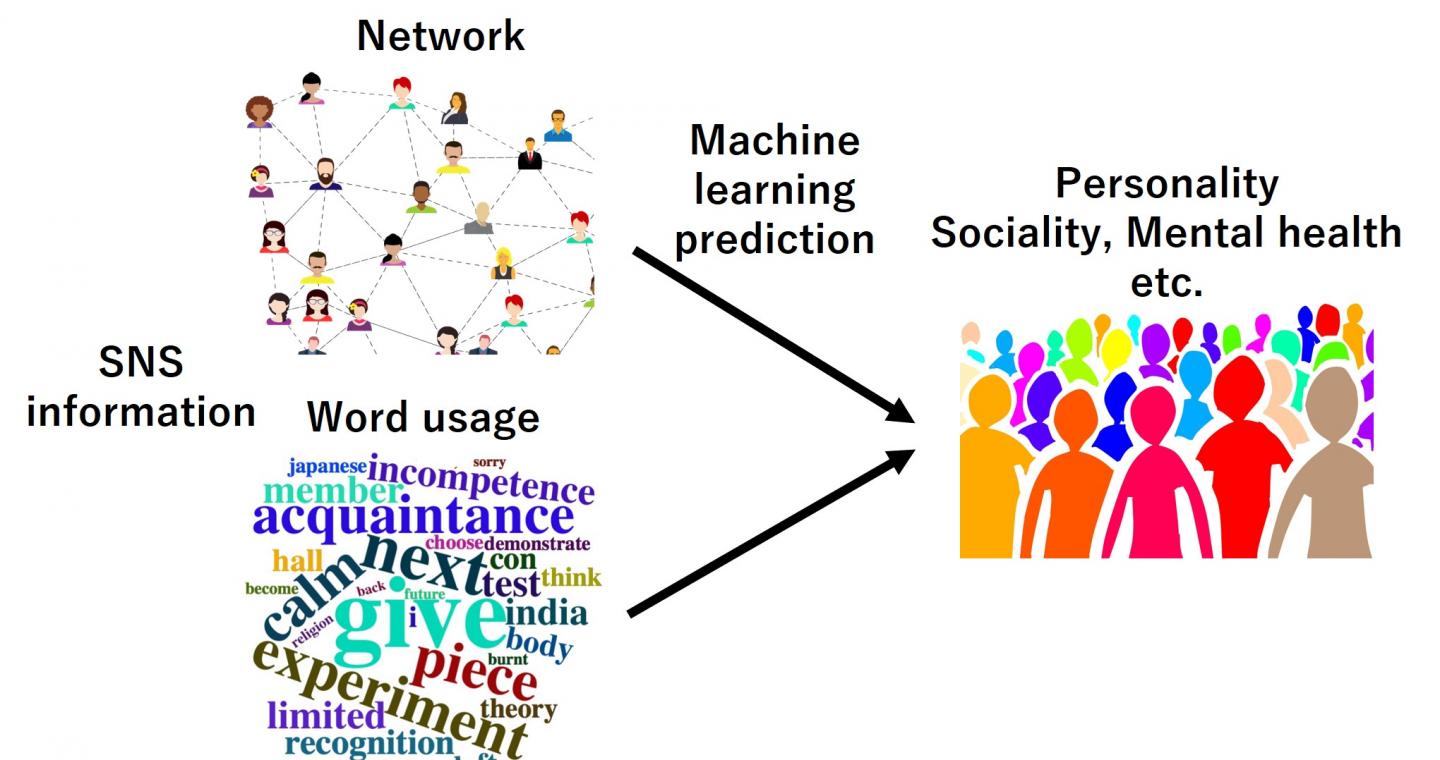 Network
Machine
learning
prediction
Personality
Sociality, Mental health
etc.
SNS
information
Word usage
japanese incompetence sorry
member
acquaintance
choose demonstrate
hall next con
calm test think
become back future
give i india
religion body
experiment piece burnt
limited theory
recognition